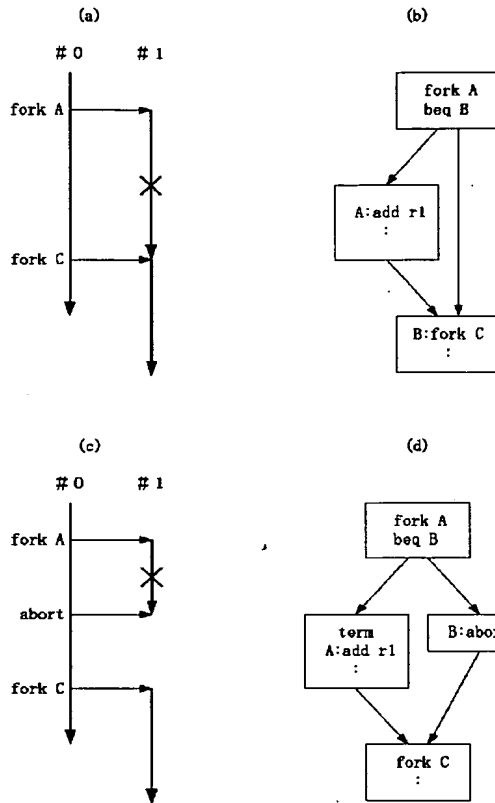 (a)
# 0 # 1
fork A
fork C
(b)
fork A
beq B
A:add r1
:
B:fork C
:
(c)
# 0 # 1
fork A
abort
fork C
(d)
fork A
beq B
term
A:add r1
:
B:abor
fork C
: